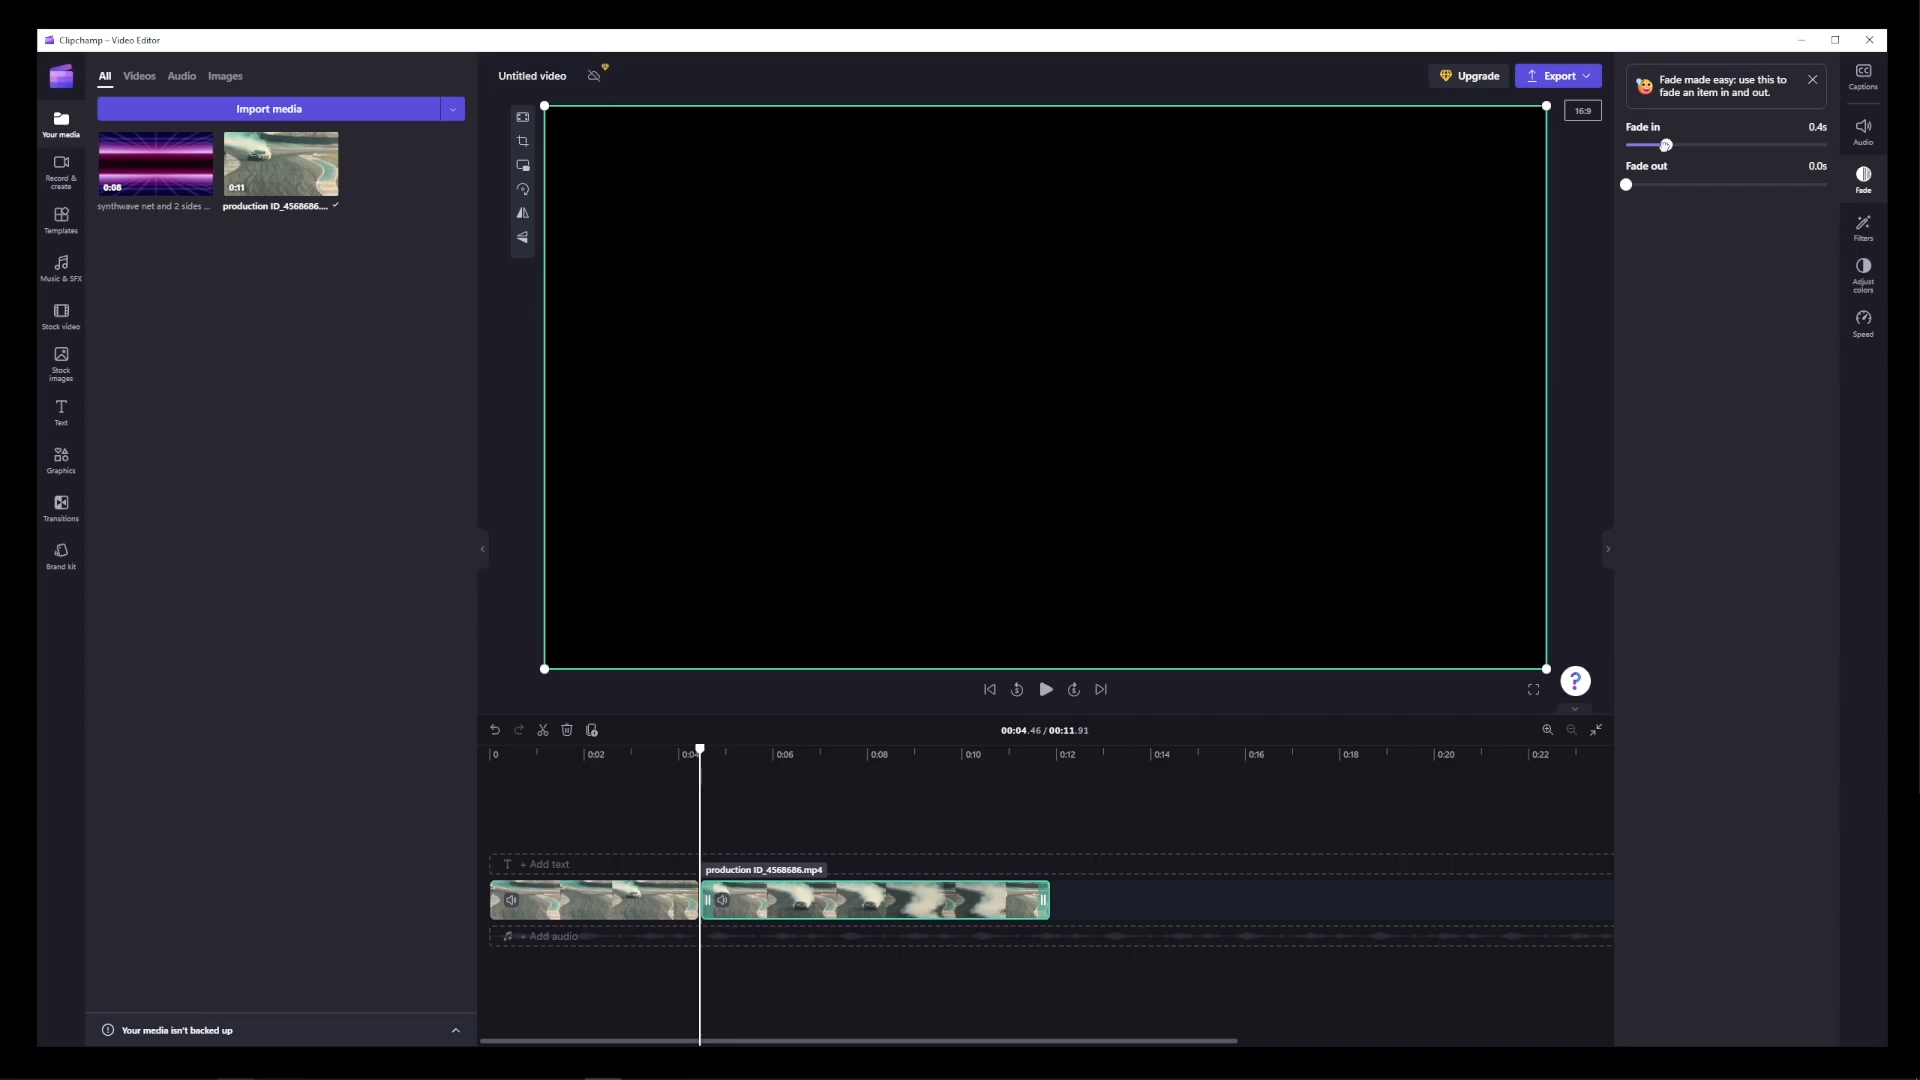 Clipchamp – Video Editor
All Videos Audio Images
Import media
Your media
Record &
create
Templates
Music & SFX
Stock video
Stock
images
Text
Graphics
Transitions
Brand kit
0:08
0:11
synthwave net and 2 sides ...
production ID_4568686....
Your media isn't backed up
Untitled video
Upgrade
Export
16:9
Fade made easy: use this to
fade an item in and out.
Fade in 0.4s
Fade out 0.0s
CC
Captions
Audio
Fade
Filters
Adjust
colors
Speed
5
5
?
00:04.46 / 00:11.91
0 0:02 0:04 0:06 0:08 0:10 0:12 0:14 0:16 0:18 0:20 0:22
T + Add text
production ID_4568686.mp4
+ Add audio